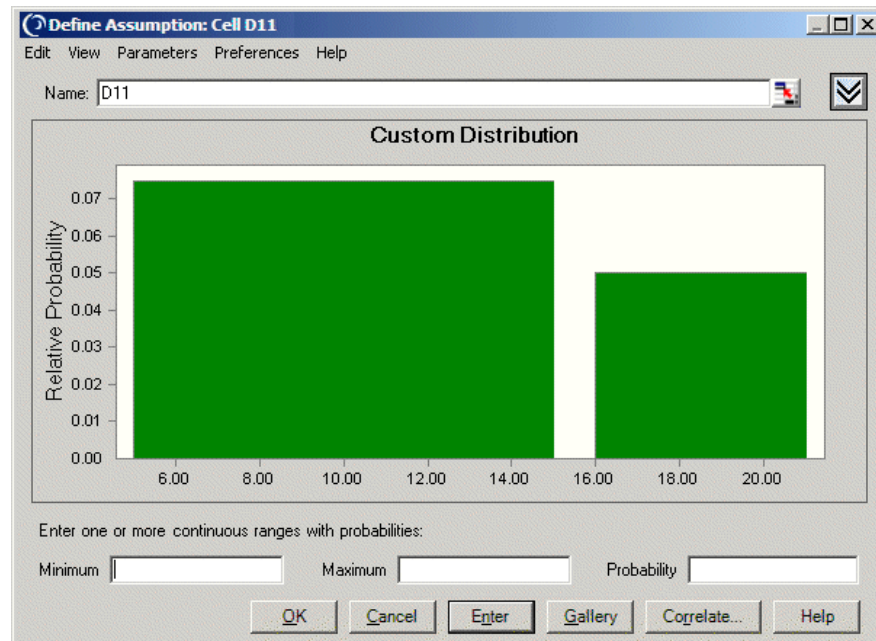 Define Assumption: Cell D11
Edit View Parameters Preferences Help
Name: D11
Custom Distribution
Relative Probability
0.07
0.06
0.05
0.04
0.03
0.02
0.01
0.00
6.00 8.00 10.00 12.00 14.00 16.00 18.00 20.00
Enter one or more continuous ranges with probabilities:
Minimum Maximum Probability
OK Cancel Enter Gallery Correlate... Help